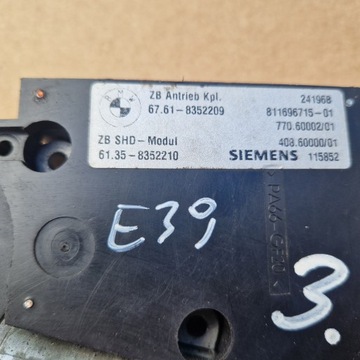 ZB Antrieb Kpl. 241968
67.61-8352209 811696715-01
770.60002/01
ZB SHD-Modul 408.60000/01
61.35-8352210 SIEMENS 115852
E39
3.